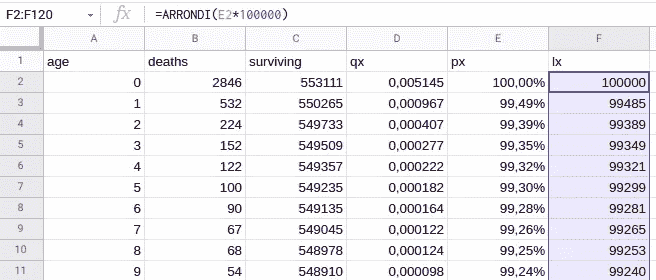 F2:F120 fx =ARRONDI(E2*100000)
A B C D E F
1 age deaths surviving qx px lx
2 0 2846 553111 0,005145 100,00% 100000
3 1 532 550265 0,000967 99,49% 99485
4 2 224 549733 0,000407 99,39% 99389
5 3 152 549509 0,000277 99,35% 99349
6 4 122 549357 0,000222 99,32% 99321
7 5 100 549235 0,000182 99,30% 99299
8 6 90 549135 0,000164 99,28% 99281
9 7 67 549045 0,000122 99,26% 99265
10 8 68 548978 0,000124 99,25% 99253
11 9 54 548910 0,000098 99,24% 99240